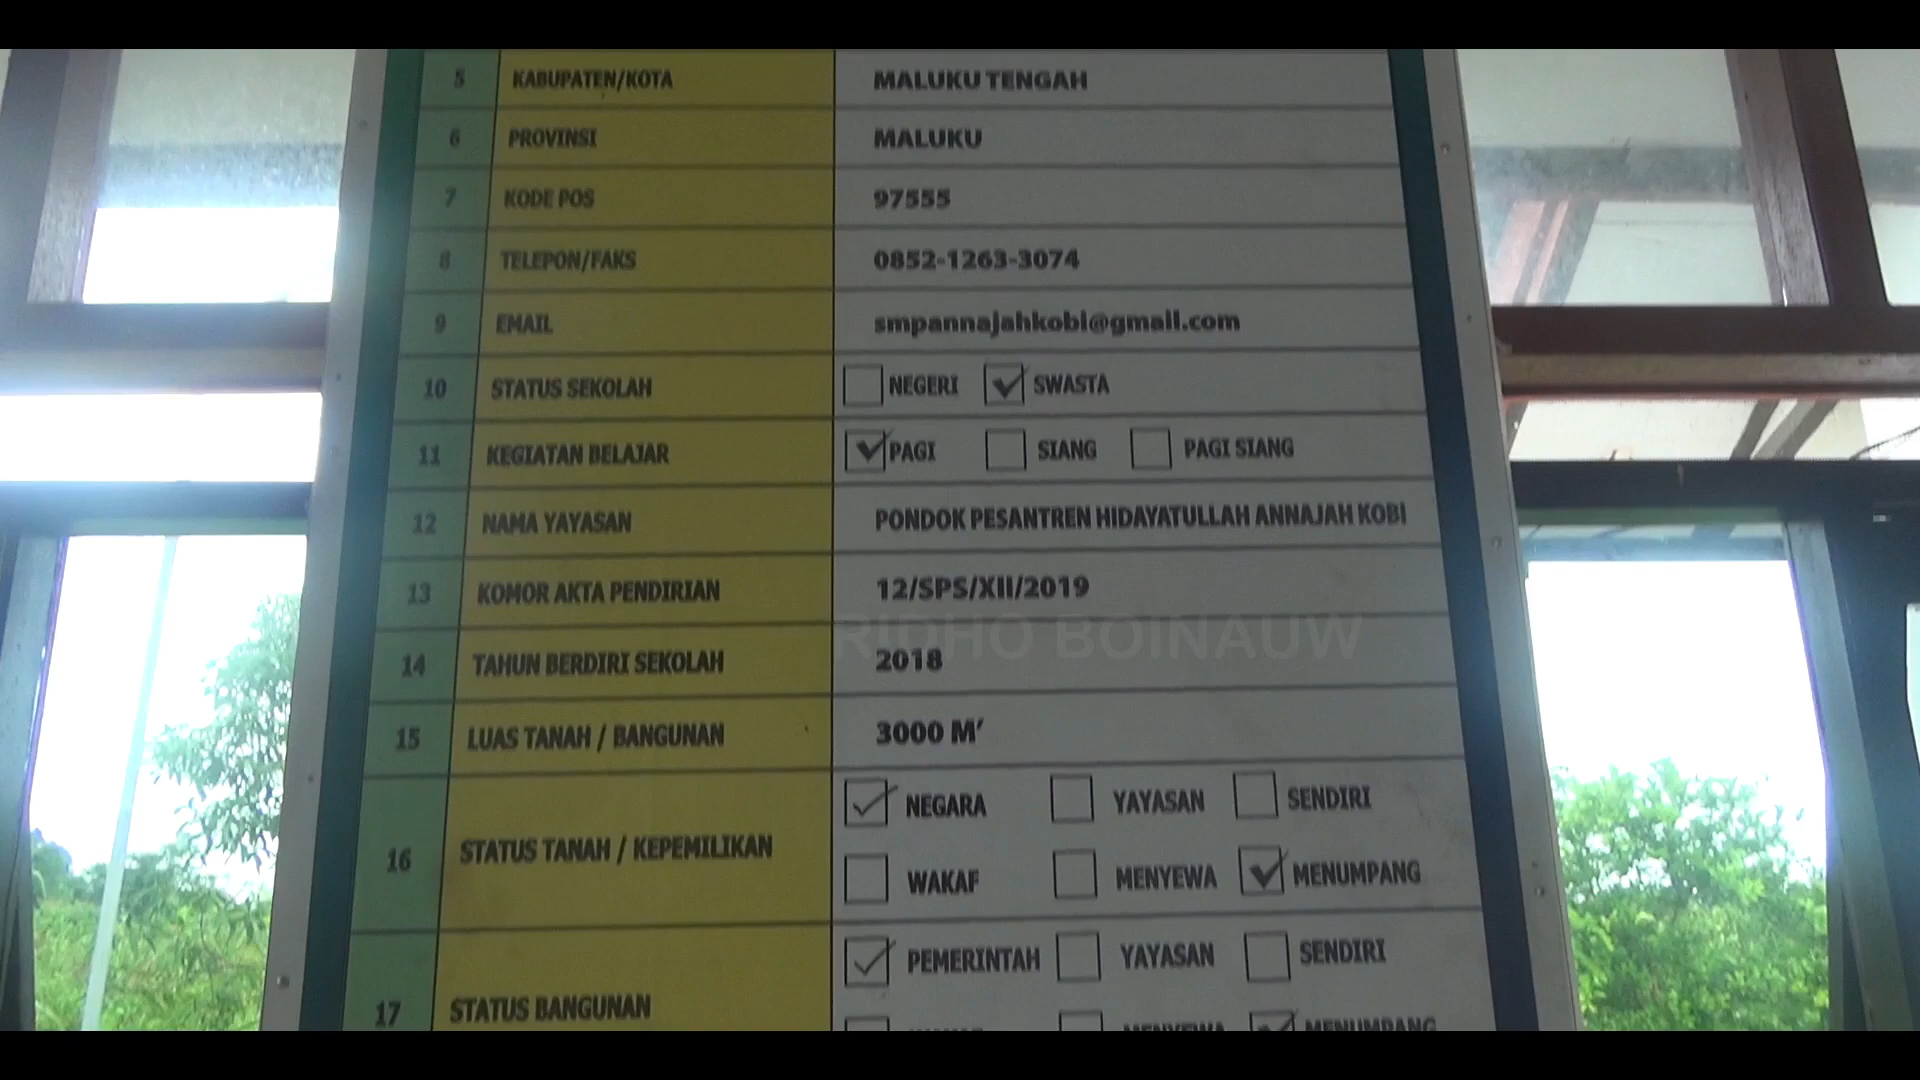 5 KABUPATEN/KOTA MALUKU TENGAH
6 PROVINSI MALUKU
7 KODE POS 97555
8 TELEPON/FAKS 0852-1263-3074
9 EMAIL smpannajahkobi@gmail.com
10 STATUS SEKOLAH NEGERI SWASTA
11 KEGIATAN BELAJAR PAGI SIANG PAGI SIANG
12 NAMA YAYASAN PONDOK PESANTREN HIDAYATULLAH ANNAJAH KOBI
13 KOMOR AKTA PENDIRIAN 12/SPS/XII/2019
RIDHO BOINAUW
14 TAHUN BERDIRI SEKOLAH 2018
15 LUAS TANAH / BANGUNAN 3000 M'
16 STATUS TANAH / KEPEMILIKAN NEGARA YAYASAN SENDIRI
WAKAF MENYEWA MENUMPANG
17 STATUS BANGUNAN PEMERINTAH YAYASAN SENDIRI
MENYEWA MENUMPANG